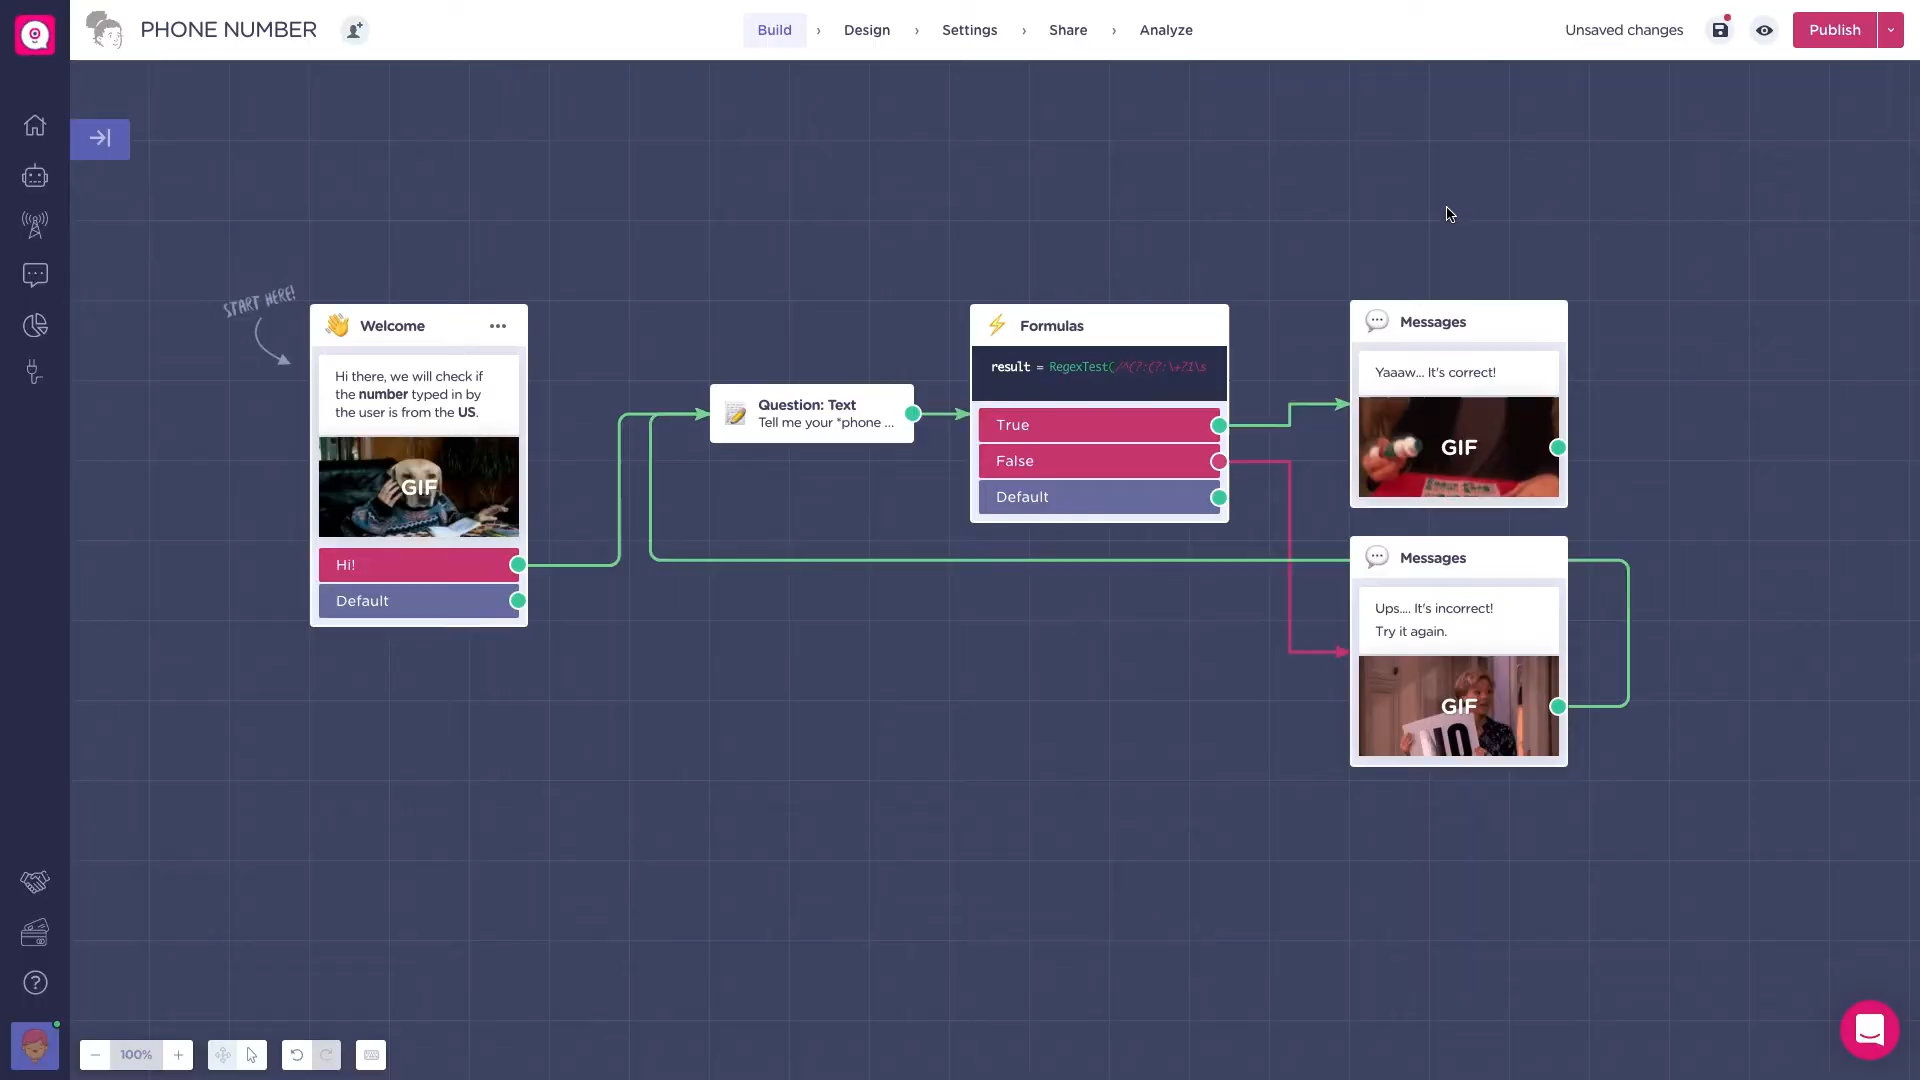 PHONE NUMBER
Build
Design
Settings
Share
Analyze
Unsaved changes
Publish
START HERE!
Welcome
Hi there, we will check if
the number typed in by
the user is from the US.
GIF
Hi!
Default
Question: Text
Tell me your *phone ...
Formulas
result = RegexTest(/^(?:(?:\+?1\s
True
False
Default
Messages
Yaaaw... It's correct!
GIF
Messages
Ups.... It's incorrect!
Try it again.
GIF
NO
100%